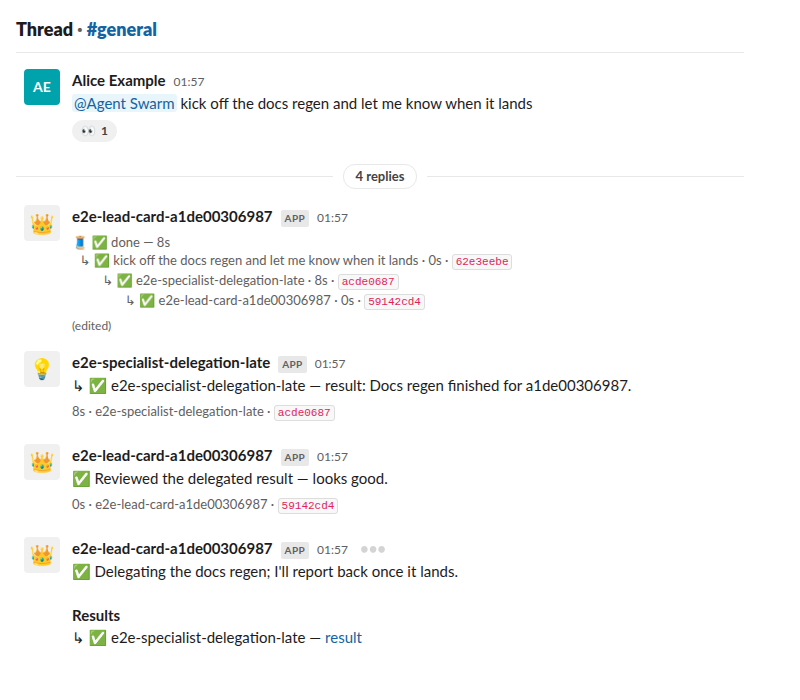 Thread • #general
AE
Alice Example 01:57
@Agent Swarm kick off the docs regen and let me know when it lands
👀 1
4 replies
e2e-lead-card-a1de00306987 APP 01:57
🧵 ✅ done — 8s
↳ ✅ kick off the docs regen and let me know when it lands · 0s · 62e3eebe
↳ ✅ e2e-specialist-delegation-late · 8s · acde0687
↳ ✅ e2e-lead-card-a1de00306987 · 0s · 59142cd4
(edited)
e2e-specialist-delegation-late APP 01:57
↳ ✅ e2e-specialist-delegation-late — result: Docs regen finished for a1de00306987.
8s · e2e-specialist-delegation-late · acde0687
e2e-lead-card-a1de00306987 APP 01:57
✅ Reviewed the delegated result — looks good.
0s · e2e-lead-card-a1de00306987 · 59142cd4
e2e-lead-card-a1de00306987 APP 01:57
✅ Delegating the docs regen; I'll report back once it lands.
Results
↳ ✅ e2e-specialist-delegation-late — result